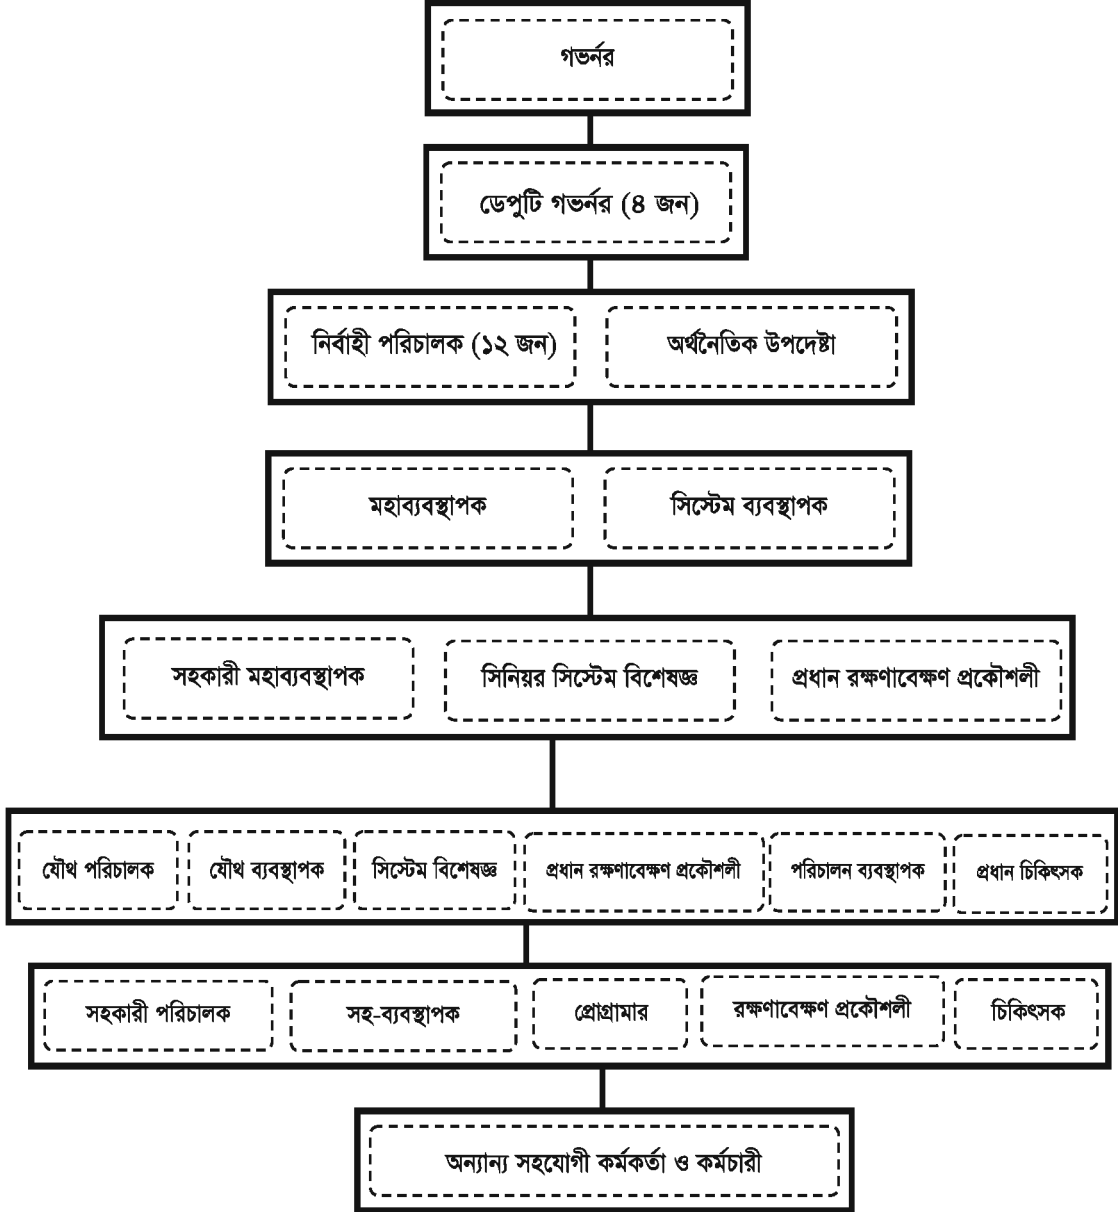 গভর্নর
ডেপুটি গভর্নর (৪ জন)
নির্বাহী পরিচালক (১২ জন)
অর্থনৈতিক উপদেষ্টা
মহাব্যবস্থাপক
সিস্টেম ব্যবস্থাপক
সহকারী মহাব্যবস্থাপক
সিনিয়র সিস্টেম বিশেষজ্ঞ
প্রধান রক্ষণাবেক্ষণ প্রকৌশলী
যৌথ পরিচালক
যৌথ ব্যবস্থাপক
সিস্টেম বিশেষজ্ঞ
প্রধান রক্ষণাবেক্ষণ প্রকৌশলী
পরিচালন ব্যবস্থাপক
প্রধান চিকিৎসক
সহকারী পরিচালক
সহ-ব্যবস্থাপক
প্রোগ্রামার
রক্ষণাবেক্ষণ প্রকৌশলী
চিকিৎসক
অন্যান্য সহযোগী কর্মকর্তা ও কর্মচারী